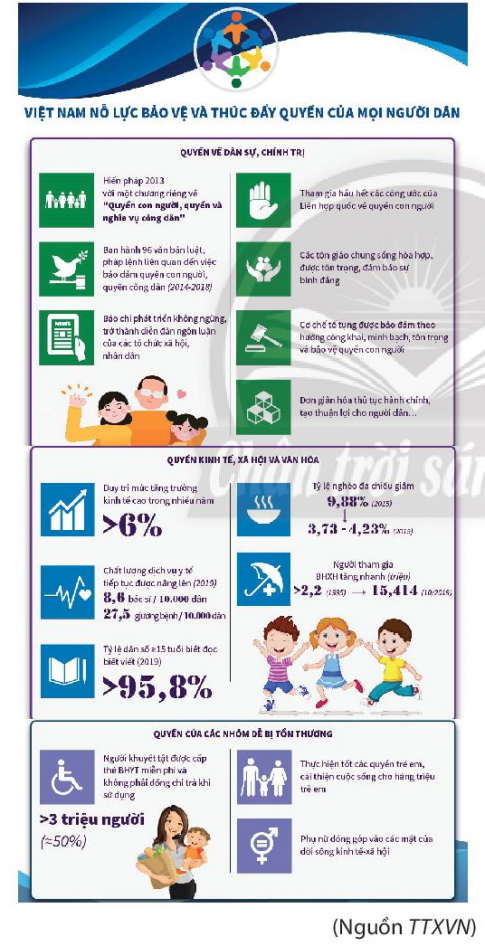 VIỆT NAM NỖ LỰC BẢO VỆ VÀ THÚC ĐẨY QUYỀN CỦA MỌI NGƯỜI DÂN
QUYỀN VỀ DÂN SỰ, CHÍNH TRỊ
Hiến pháp 2013
với một chương riêng về
"Quyền con người, quyền và
nghĩa vụ công dân"
Ban hành 96 văn bản luật,
pháp lệnh liên quan đến việc
bảo đảm quyền con người,
quyền công dân (2014-2018)
Báo chí phát triển không ngừng,
trở thành diễn đàn ngôn luận
của các tổ chức xã hội,
nhân dân
NEWS
Tham gia hầu hết các công ước của
Liên hợp quốc về quyền con người
Các tôn giáo chung sống hòa hợp,
được tôn trọng, đảm bảo sự
bình đẳng
Cơ chế tố tụng được bảo đảm theo
hướng công khai, minh bạch, tôn trọng
và bảo vệ quyền con người
Đơn giản hóa thủ tục hành chính,
tạo thuận lợi cho người dân...
Chân trời sá
QUYỀN KINH TẾ, XÃ HỘI VÀ VĂN HÓA
Duy trì mức tăng trưởng
kinh tế cao trong nhiều năm
>6%
Chất lượng dịch vụ y tế
tiếp tục được nâng lên (2019)
8,6 bác sĩ / 10.000 dân
27,5 giường bệnh / 10.000 dân
Tỷ lệ dân số ≥15 tuổi biết đọc
biết viết (2019)
>95,8%
Tỷ lệ nghèo đa chiều giảm
9,88% (2015)
3,73 - 4,23% (2019)
Người tham gia
BHXH tăng nhanh (triệu)
>2,2 (1995) → 15,414 (10/2019)
QUYỀN CỦA CÁC NHÓM DỄ BỊ TỔN THƯƠNG
Người khuyết tật được cấp
thẻ BHYT miễn phí và
không phải đồng chi trả khi
sử dụng
>3 triệu người
(≈50%)
Thực hiện tốt các quyền trẻ em,
cải thiện cuộc sống cho hàng triệu
trẻ em
Phụ nữ đóng góp vào các mặt của
đời sống kinh tế-xã hội
(Nguồn TTXVN)